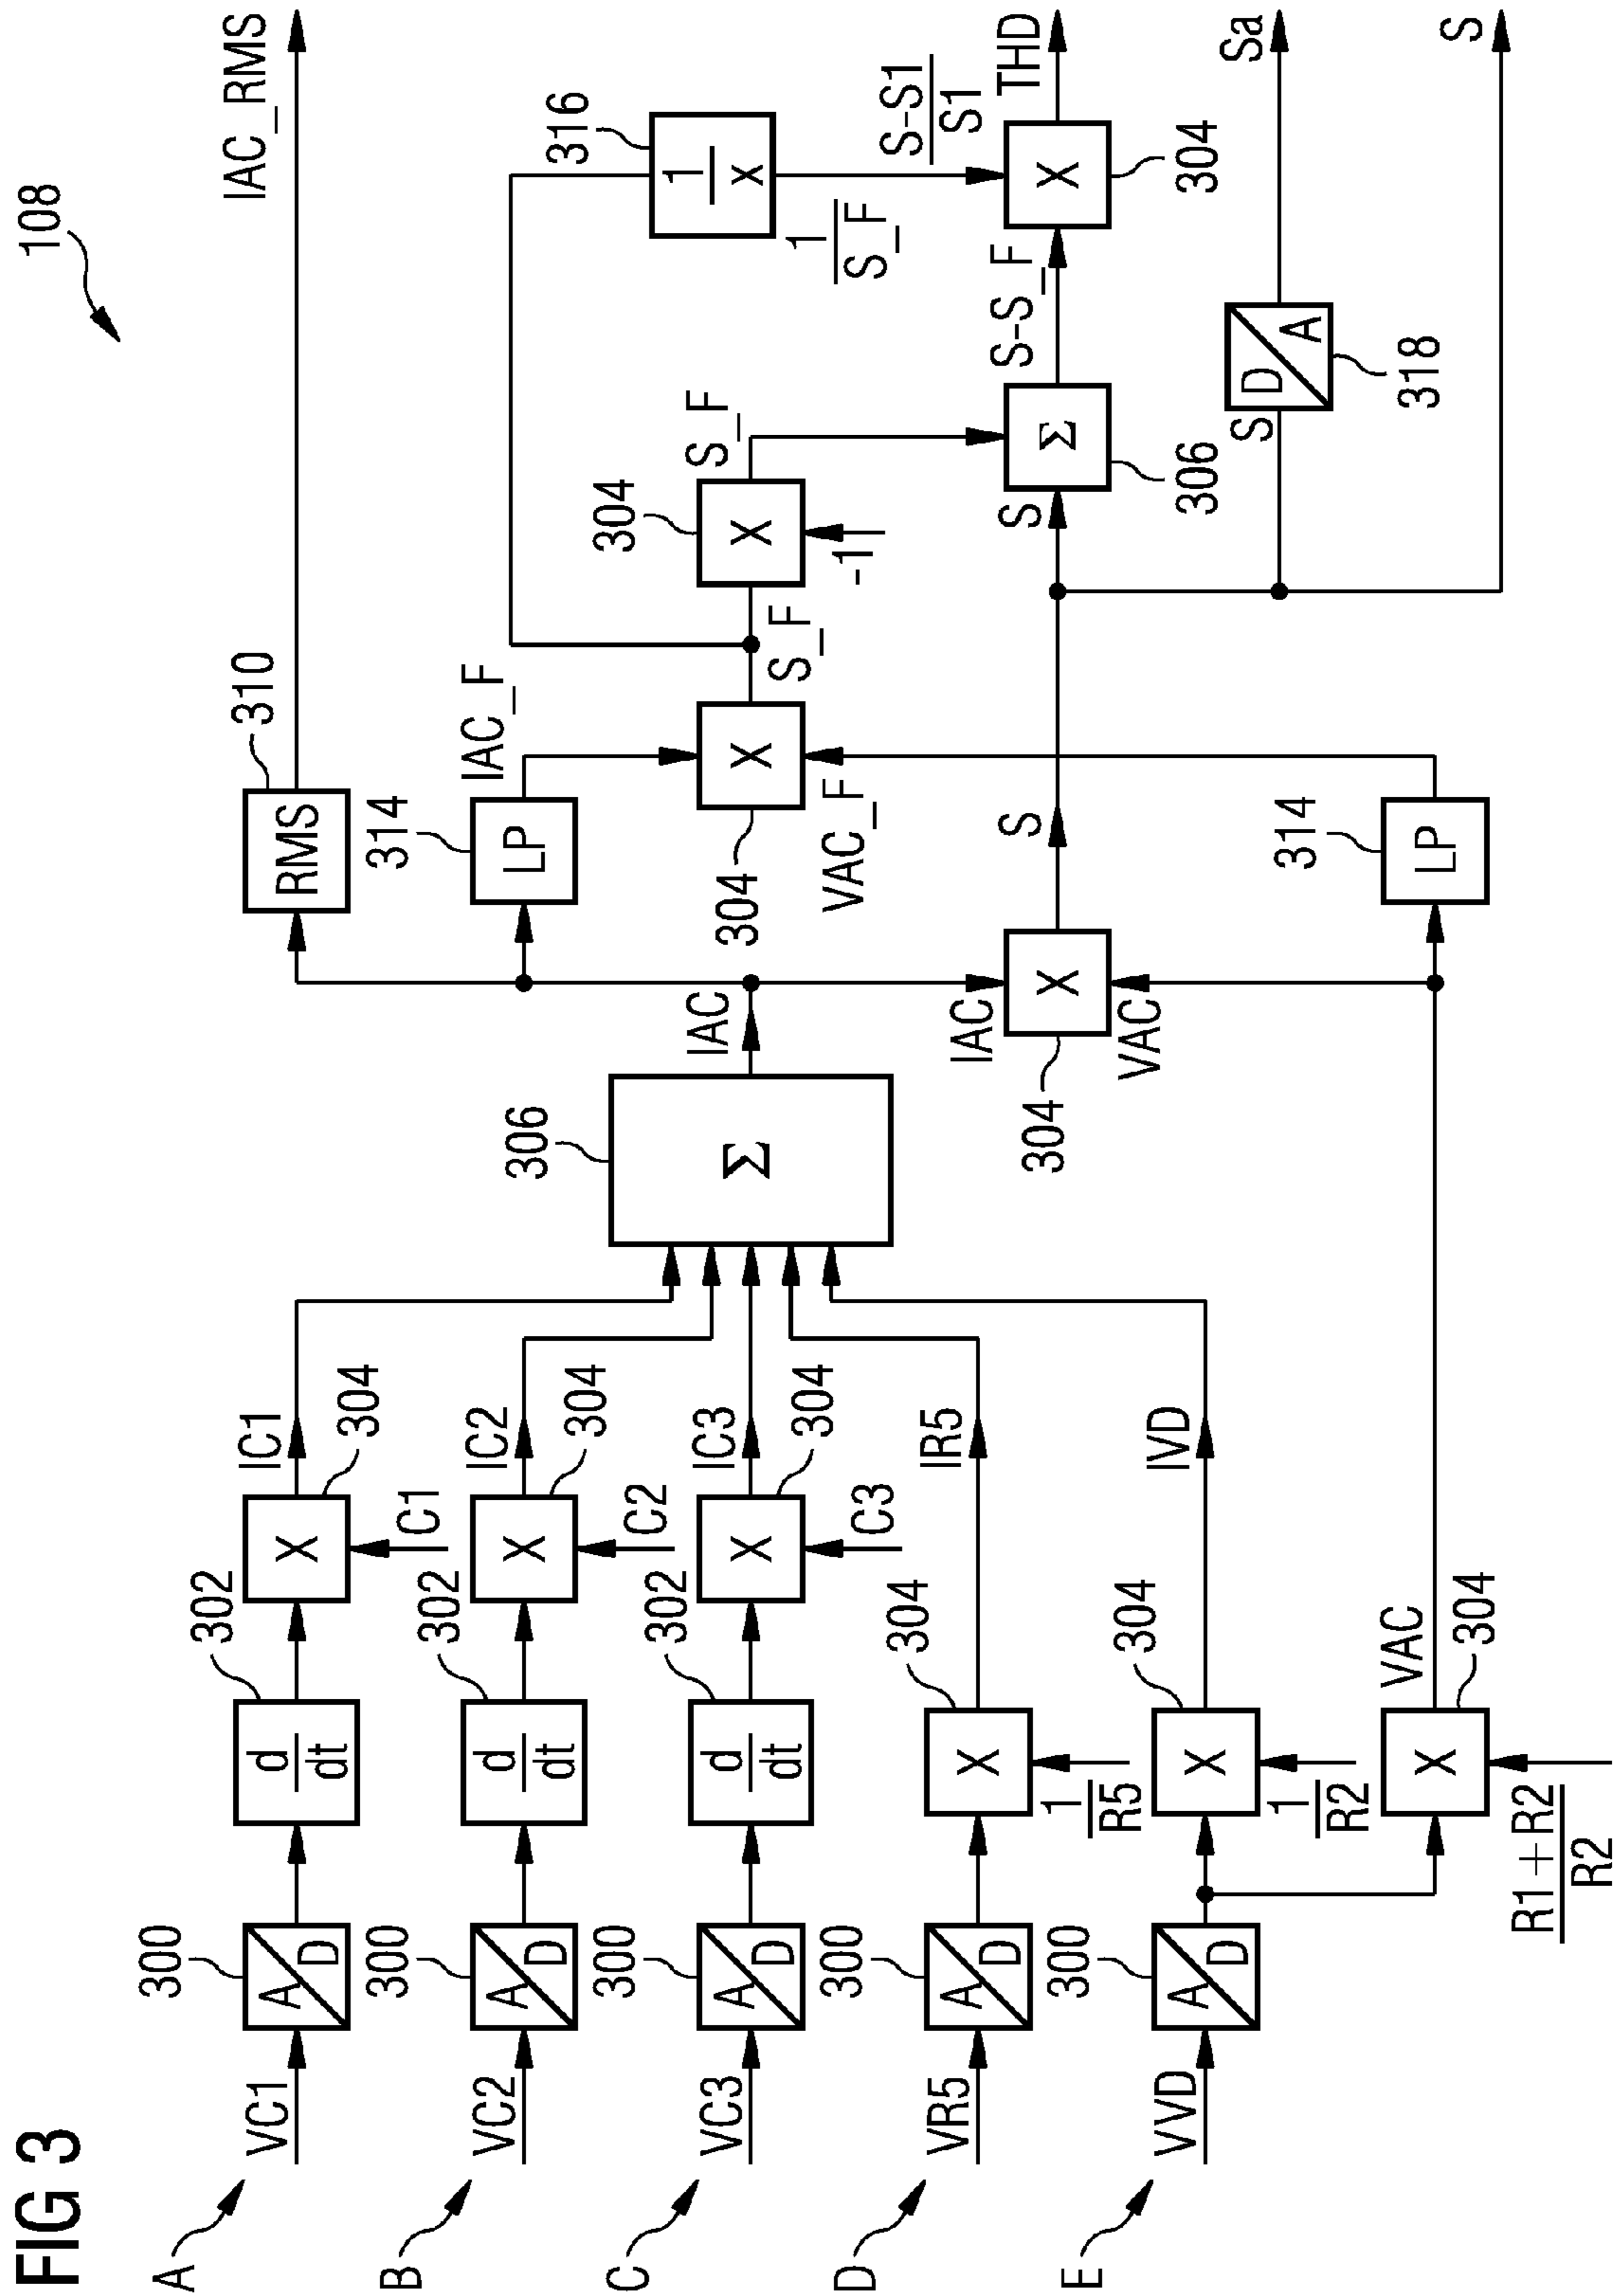 FIG 3
108
A
VC1
300
A
D
302
d
dt
X
304
C1
IC1
RMS
310
IAC_RMS
B
VC2
300
A
D
302
d
dt
X
304
C2
IC2
314
LP
IAC_F
C
VC3
300
A
D
302
d
dt
X
304
C3
IC3
306
Σ
IAC
X
304
VAC_F
S_F
304
X
-1
S_F
316
1
x
1
S_F
D
VR5
300
A
D
304
X
1
R5
IR5
IAC
X
304
VAC
S
S
Σ
306
S-S_F
S-S1
S1
X
304
THD
E
VVD
300
A
D
304
X
1
R2
IVD
S
D
A
318
Sa
X
304
R1+R2
R2
VAC
314
LP
S